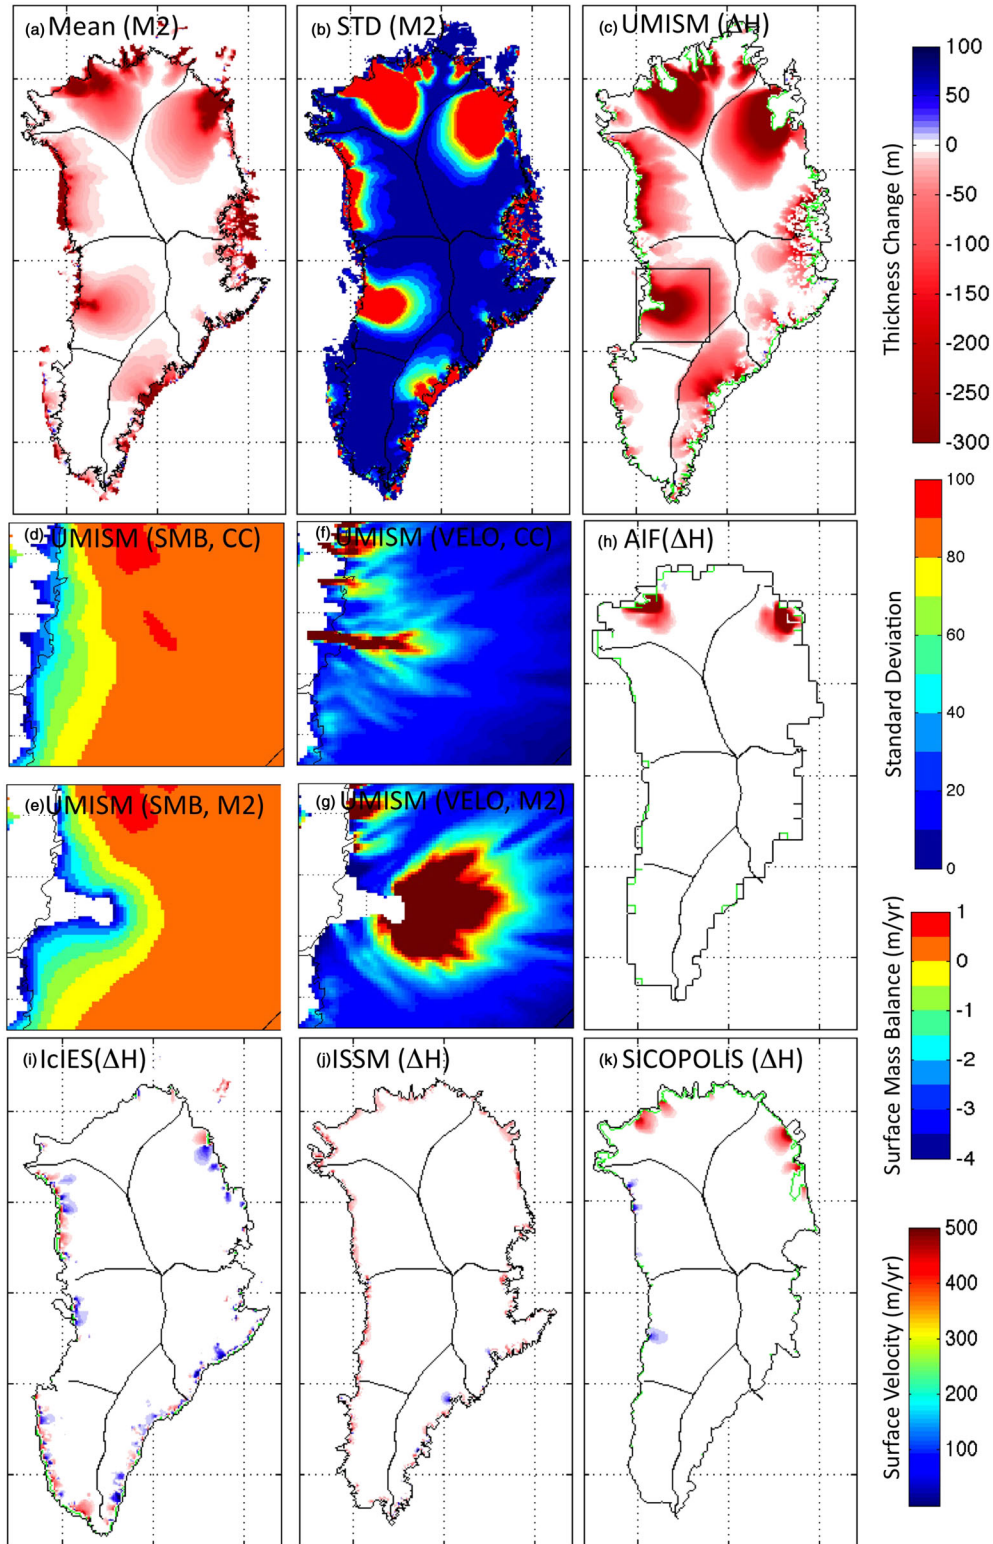 (a) Mean (M2)
(b) STD (M2)
(c) UMISM (ΔH)
100
50
0
-50
-100
-150
-200
-250
-300
Thickness Change (m)
(d) UMISM (SMB, CC)
(f) UMISM (VELO, CC)
(h) AIF(ΔH)
100
80
60
40
20
0
Standard Deviation
(e) UMISM (SMB, M2)
(g) UMISM (VELO, M2)
1
0
-1
-2
-3
-4
Surface Mass Balance (m/yr)
(i) IcIES(ΔH)
(j) ISSM (ΔH)
(k) SICOPOLIS (ΔH)
500
400
300
200
100
Surface Velocity (m/yr)